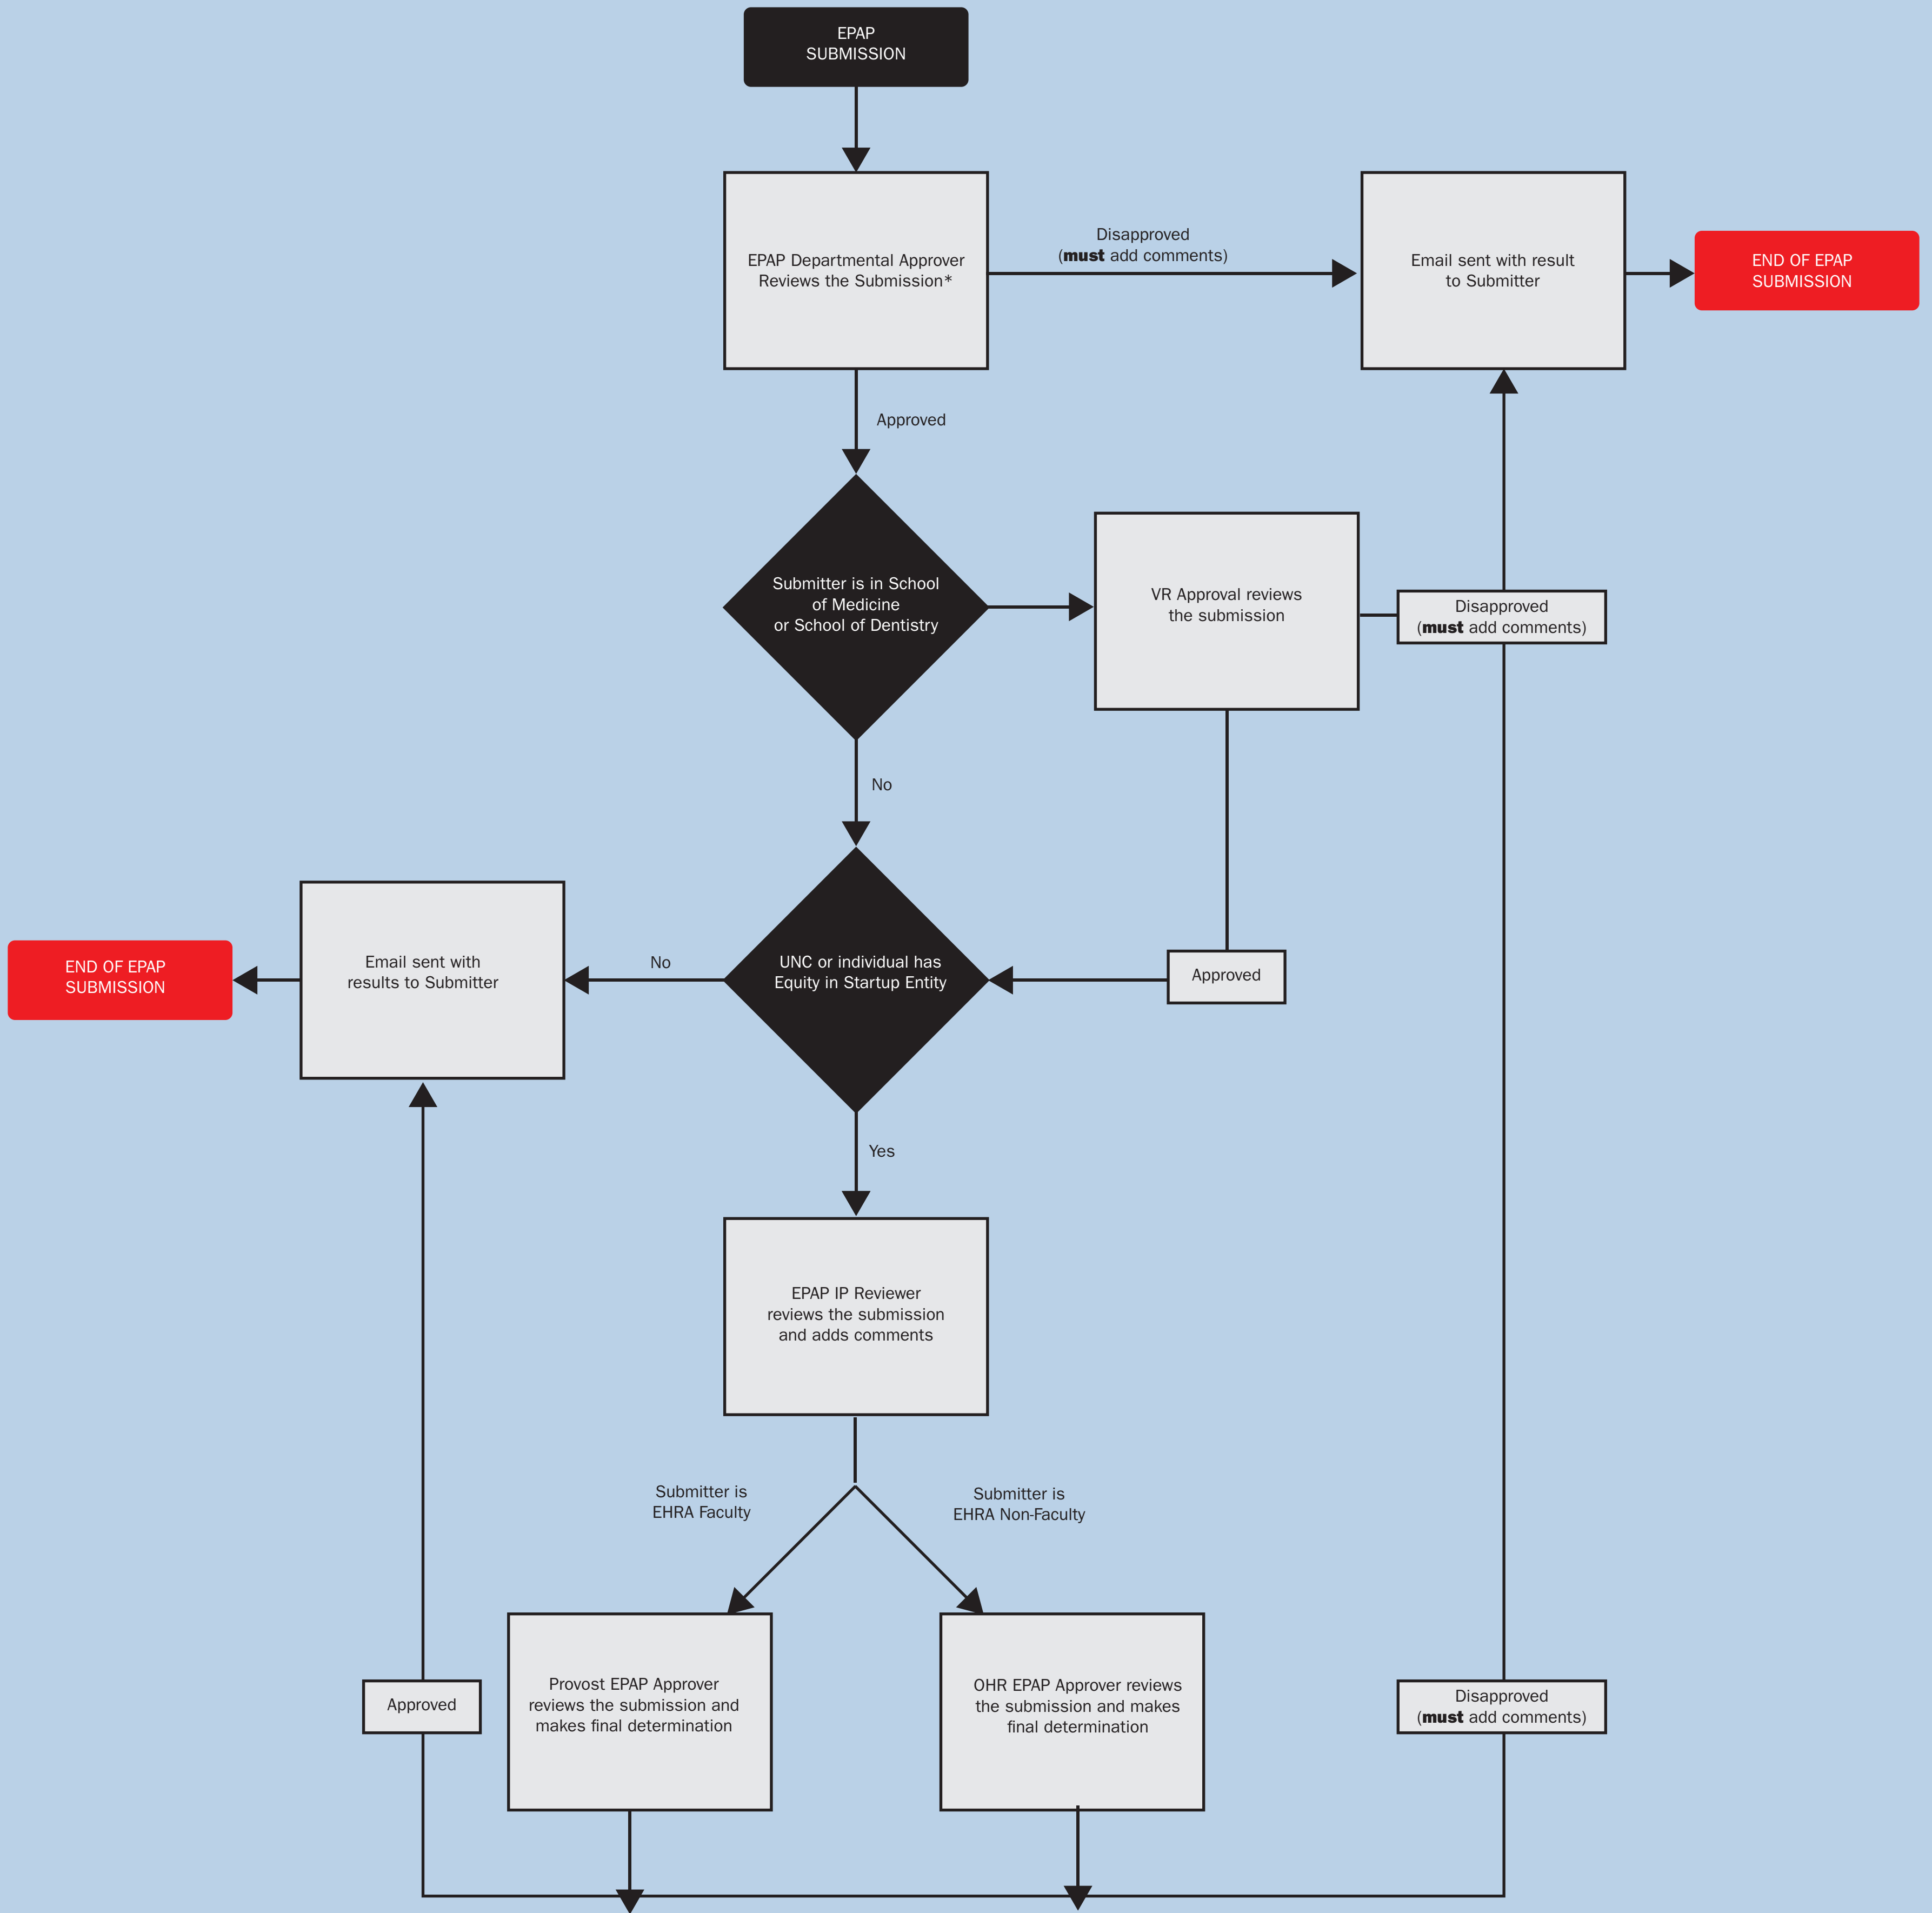 EPAP
SUBMISSION
EPAP Departmental Approver
Reviews the Submission*
Disapproved
(must add comments)
Email sent with result
to Submitter
END OF EPAP
SUBMISSION
Approved
Submitter is in School
of Medicine
or School of Dentistry
VR Approval reviews
the submission
Disapproved
(must add comments)
No
END OF EPAP
SUBMISSION
Email sent with
results to Submitter
No
UNC or individual has
Equity in Startup Entity
Approved
Yes
EPAP IP Reviewer
reviews the submission
and adds comments
Submitter is
EHRA Faculty
Submitter is
EHRA Non-Faculty
Approved
Provost EPAP Approver
reviews the submission and
makes final determination
OHR EPAP Approver reviews
the submission and makes
final determination
Disapproved
(must add comments)